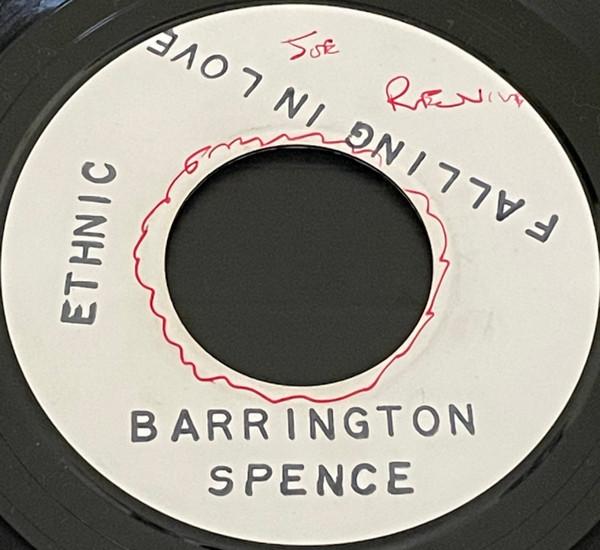 Joe
FALLING IN LOVE
ETHNIC
BARRINGTON
SPENCE